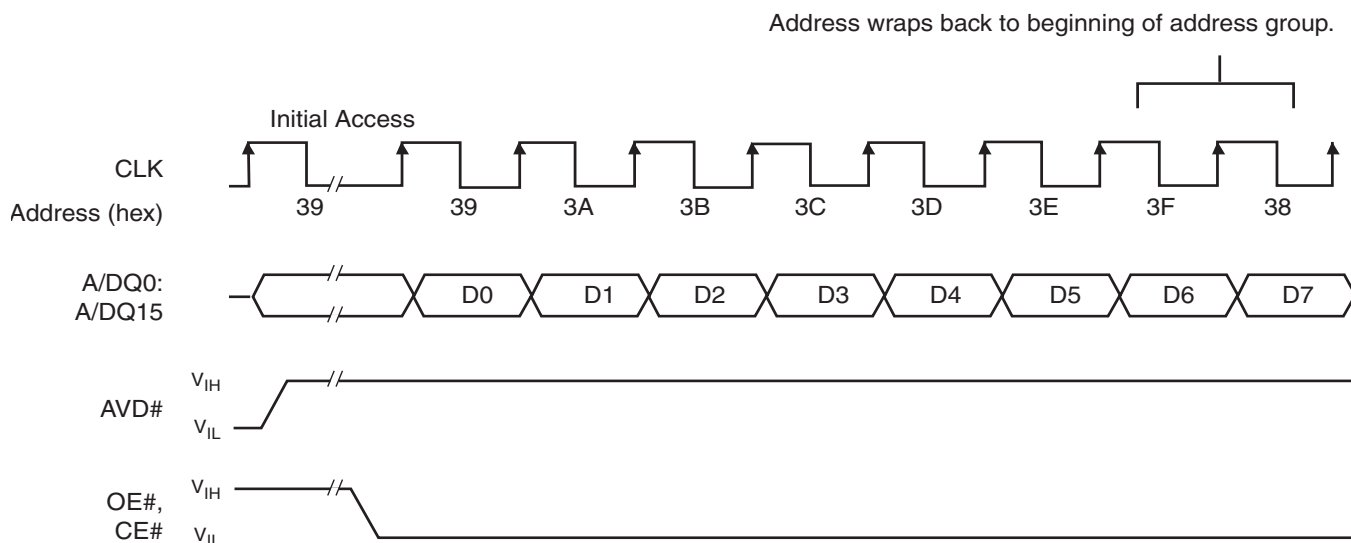 Address wraps back to beginning of address group.
Initial Access
CLK
39 39 3A 3B 3C 3D 3E 3F 38
Address (hex)
A/DQ0:
A/DQ15
D0 D1 D2 D3 D4 D5 D6 D7
VIH
AVD#
VIL
VIH
OE#,
CE#
VIL